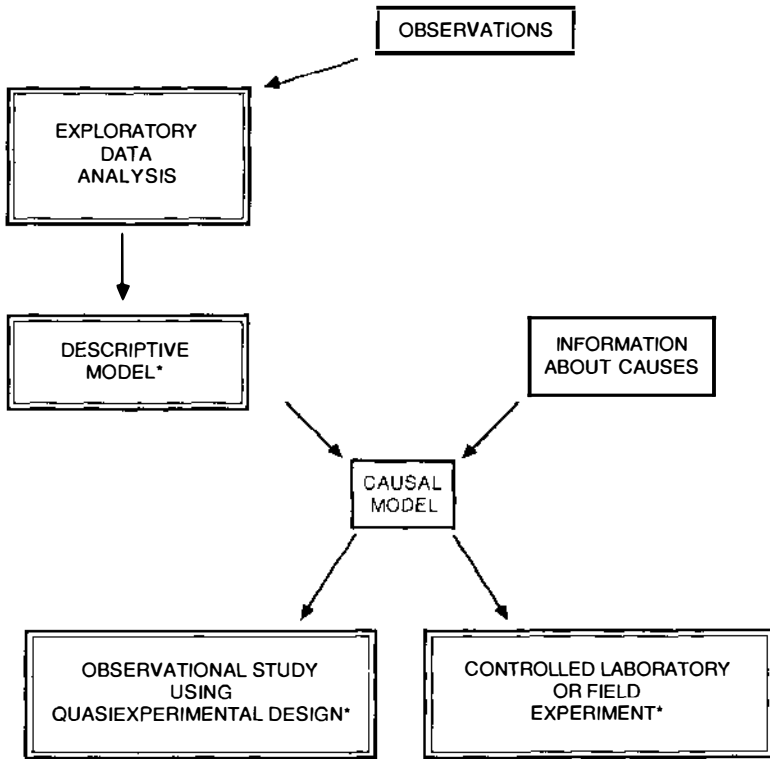 OBSERVATIONS
EXPLORATORY
DATA
ANALYSIS
DESCRIPTIVE
MODEL*
INFORMATION
ABOUT CAUSES
CAUSAL
MODEL
OBSERVATIONAL STUDY
USING
QUASIEXPERIMENTAL DESIGN*
CONTROLLED LABORATORY
OR FIELD
EXPERIMENT*